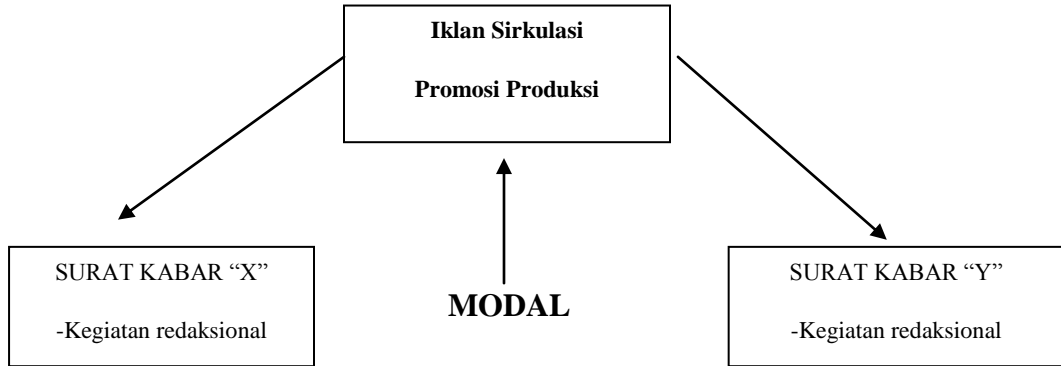 Iklan Sirkulasi
Promosi Produksi
SURAT KABAR “X”
-Kegiatan redaksional
MODAL
SURAT KABAR “Y”
-Kegiatan redaksional